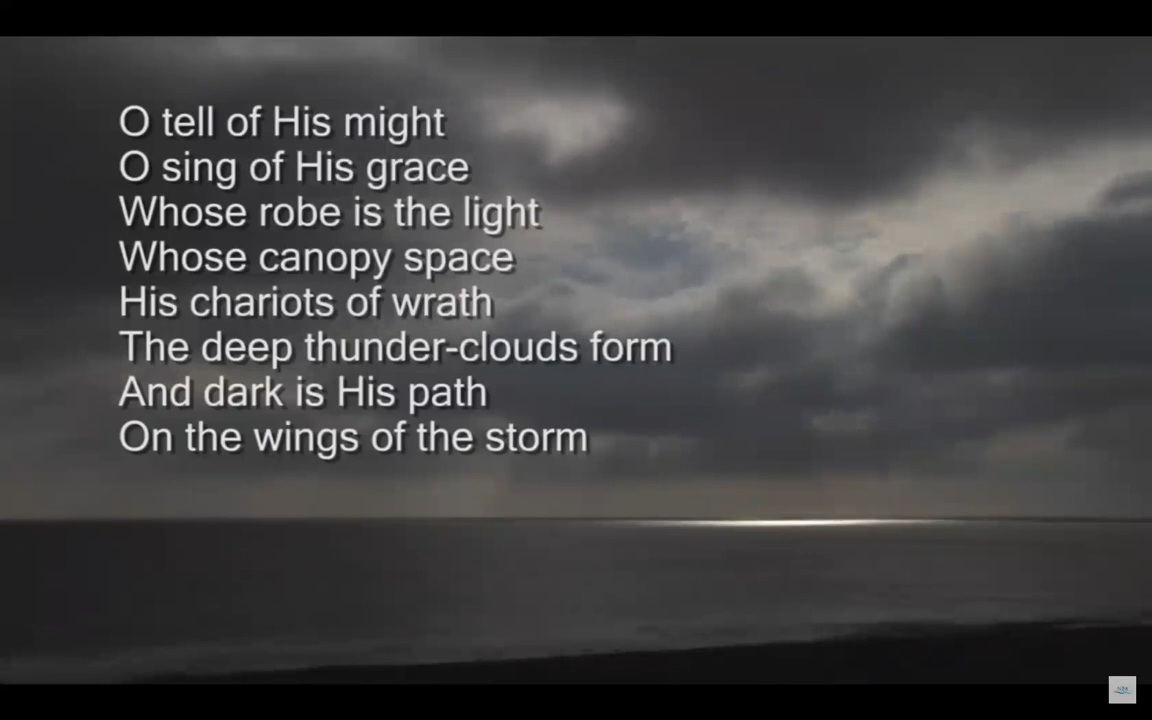 O tell of His might
O sing of His grace
Whose robe is the light
Whose canopy space
His chariots of wrath
The deep thunder-clouds form
And dark is His path
On the wings of the storm